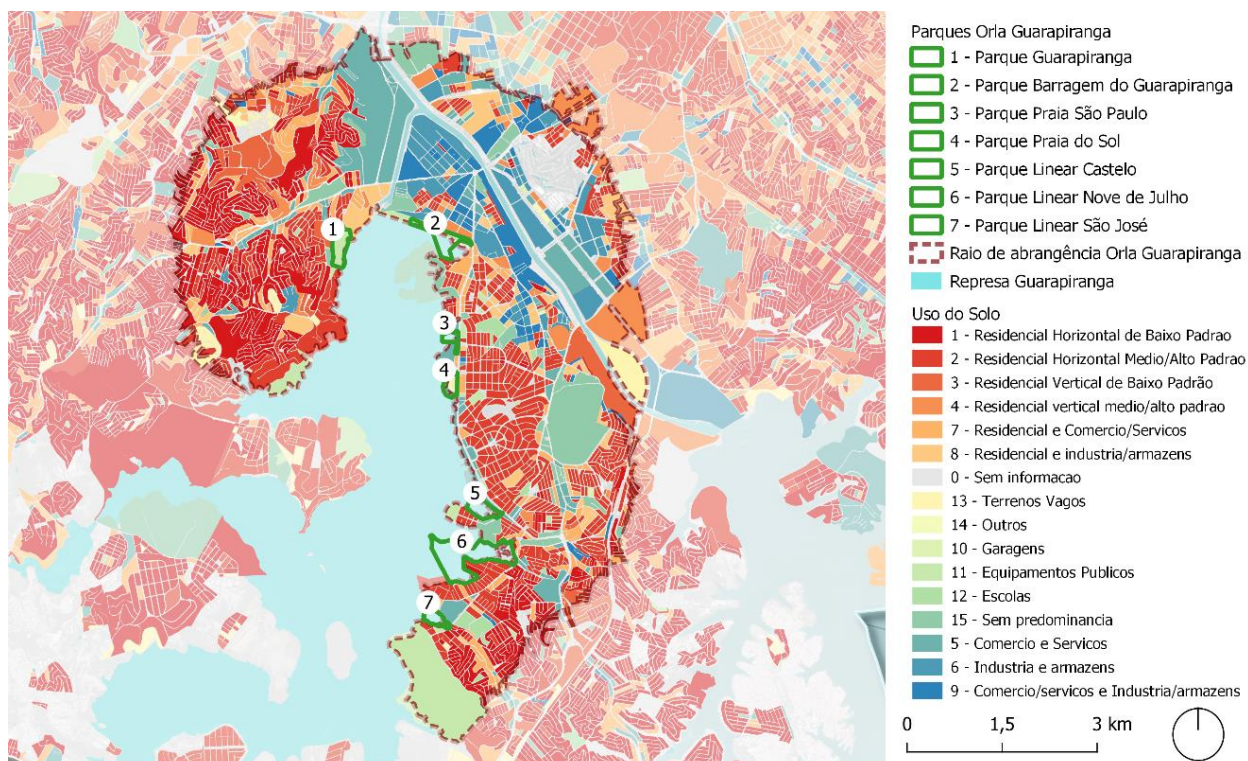 1
2
3
4
5
6
7
Parques Orla Guarapiranga
1 - Parque Guarapiranga
2 - Parque Barragem do Guarapiranga
3 - Parque Praia São Paulo
4 - Parque Praia do Sol
5 - Parque Linear Castelo
6 - Parque Linear Nove de Julho
7 - Parque Linear São José
Raio de abrangência Orla Guarapiranga
Represa Guarapiranga
Uso do Solo
1 - Residencial Horizontal de Baixo Padrao
2 - Residencial Horizontal Medio/Alto Padrao
3 - Residencial Vertical de Baixo Padrão
4 - Residencial vertical medio/alto padrao
7 - Residencial e Comercio/Servicos
8 - Residencial e industria/armazens
0 - Sem informacao
13 - Terrenos Vagos
14 - Outros
10 - Garagens
11 - Equipamentos Publicos
12 - Escolas
15 - Sem predominancia
5 - Comercio e Servicos
6 - Industria e armazens
9 - Comercio/servicos e Industria/armazens
0 1,5 3 km